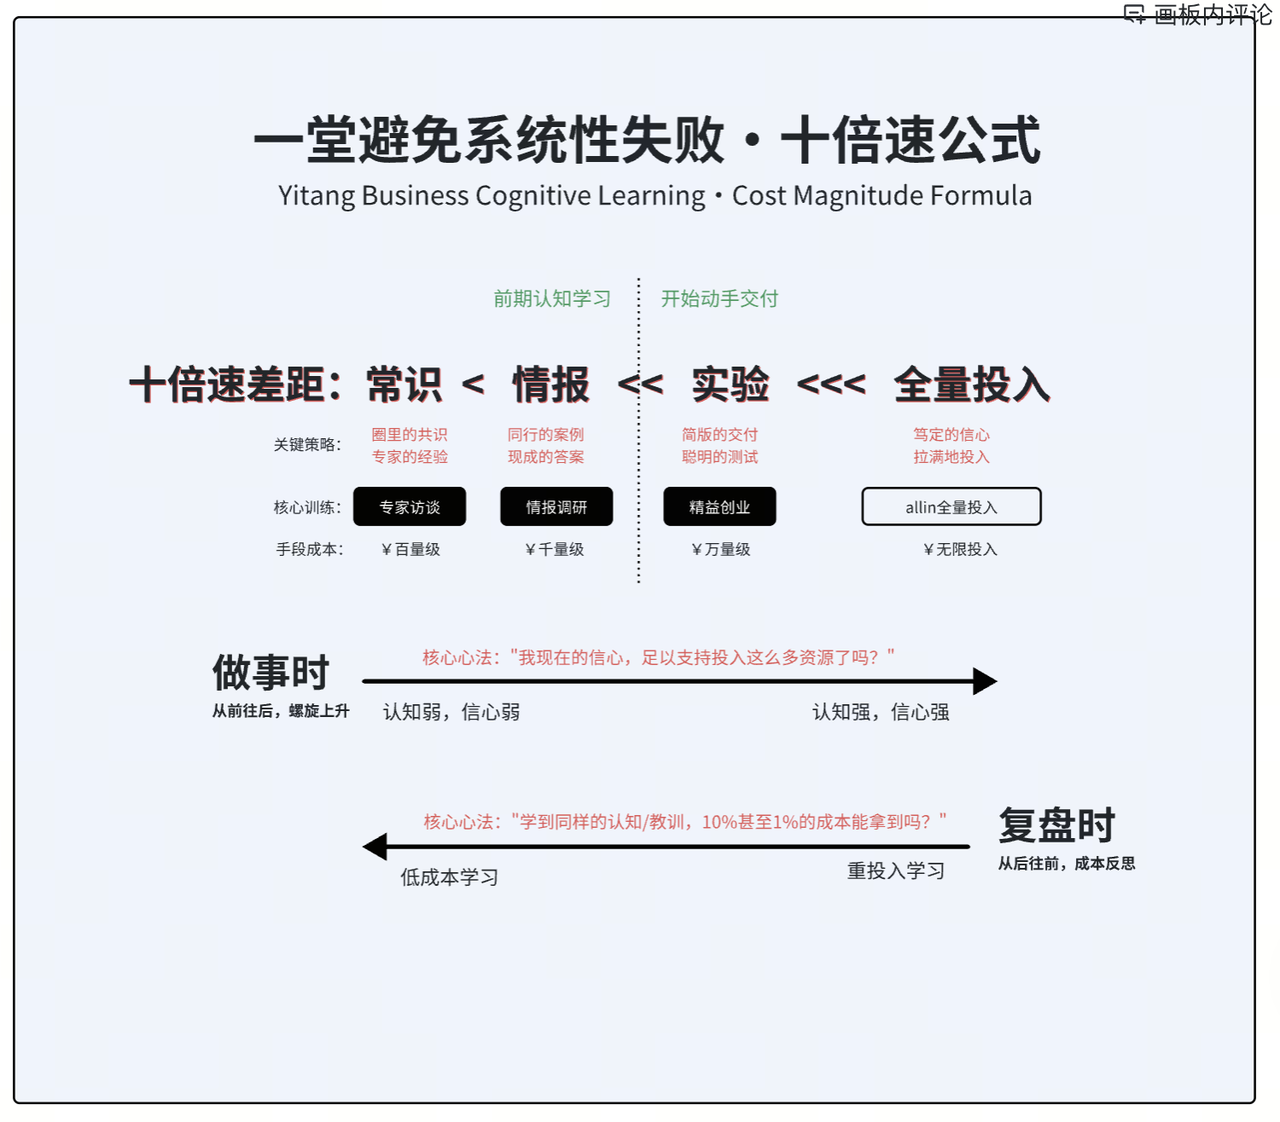 画板内评论
一堂避免系统性失败·十倍速公式
Yitang Business Cognitive Learning · Cost Magnitude Formula
前期认知学习 开始动手交付
十倍速差距：常识 < 情报 << 实验 <<< 全量投入
关键策略： 圈里的共识 同行的案例 简版的交付 笃定的信心
专家的经验 现成的答案 聪明的测试 拉满地投入
核心训练： 专家访谈 情报调研 精益创业 allin全量投入
手段成本： ￥百量级 ￥千量级 ￥万量级 ￥无限投入
核心心法："我现在的信心，足以支持投入这么多资源了吗？"
做事时
从前往后，螺旋上升 认知弱，信心弱 认知强，信心强
核心心法："学到同样的认知/教训，10%甚至1%的成本能拿到吗？"
复盘时
从后往前，成本反思
低成本学习 重投入学习